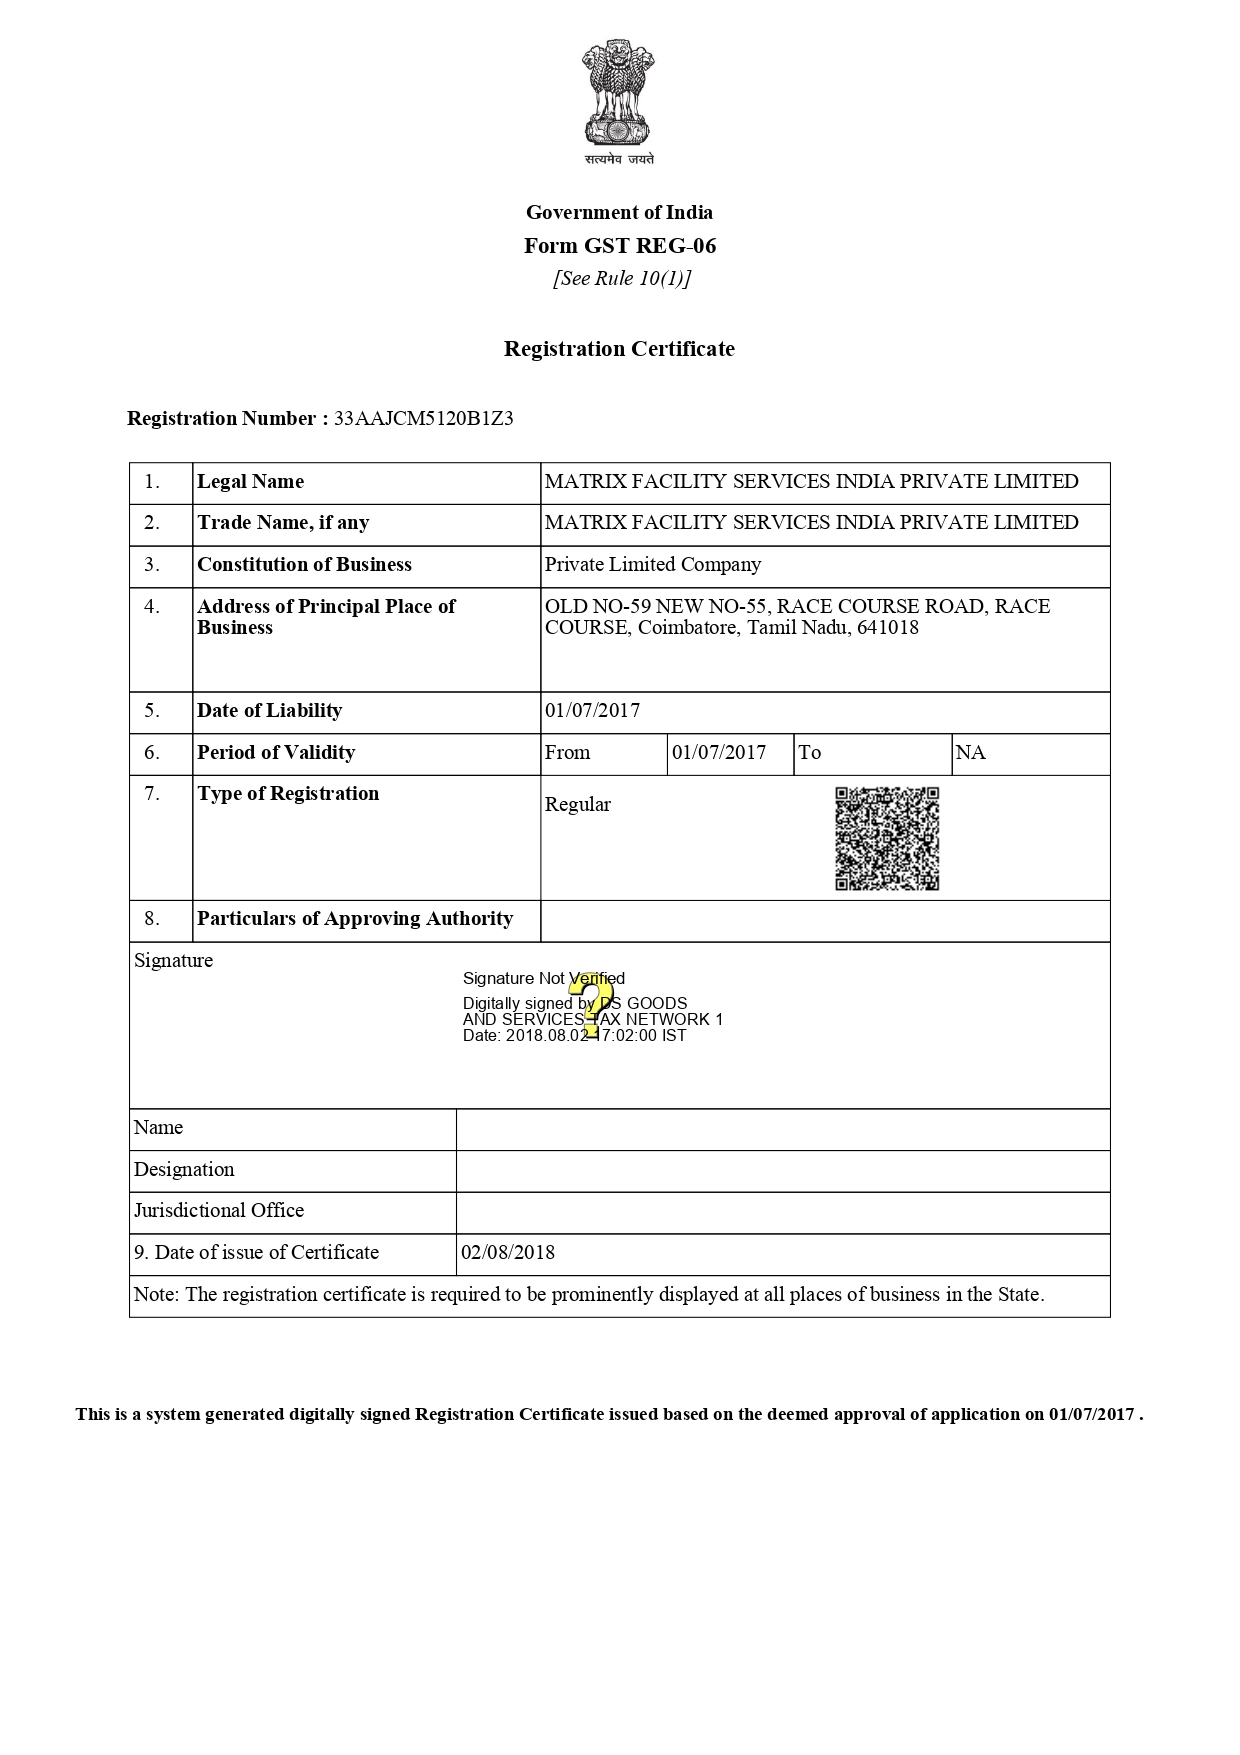 सत्यमेव जयते
Government of India
Form GST REG-06
[See Rule 10(1)]
Registration Certificate
Registration Number : 33AAJCM5120B1Z3
1. Legal Name MATRIX FACILITY SERVICES INDIA PRIVATE LIMITED
2. Trade Name, if any MATRIX FACILITY SERVICES INDIA PRIVATE LIMITED
3. Constitution of Business Private Limited Company
4. Address of Principal Place of OLD NO-59 NEW NO-55, RACE COURSE ROAD, RACE
Business COURSE, Coimbatore, Tamil Nadu, 641018
5. Date of Liability 01/07/2017
6. Period of Validity From 01/07/2017 To NA
7. Type of Registration Regular
8. Particulars of Approving Authority
Signature
Signature Not Verified
Digitally signed by DS GOODS
AND SERVICES TAX NETWORK 1
Date: 2018.08.02 17:02:00 IST
Name
Designation
Jurisdictional Office
9. Date of issue of Certificate 02/08/2018
Note: The registration certificate is required to be prominently displayed at all places of business in the State.
This is a system generated digitally signed Registration Certificate issued based on the deemed approval of application on 01/07/2017 .